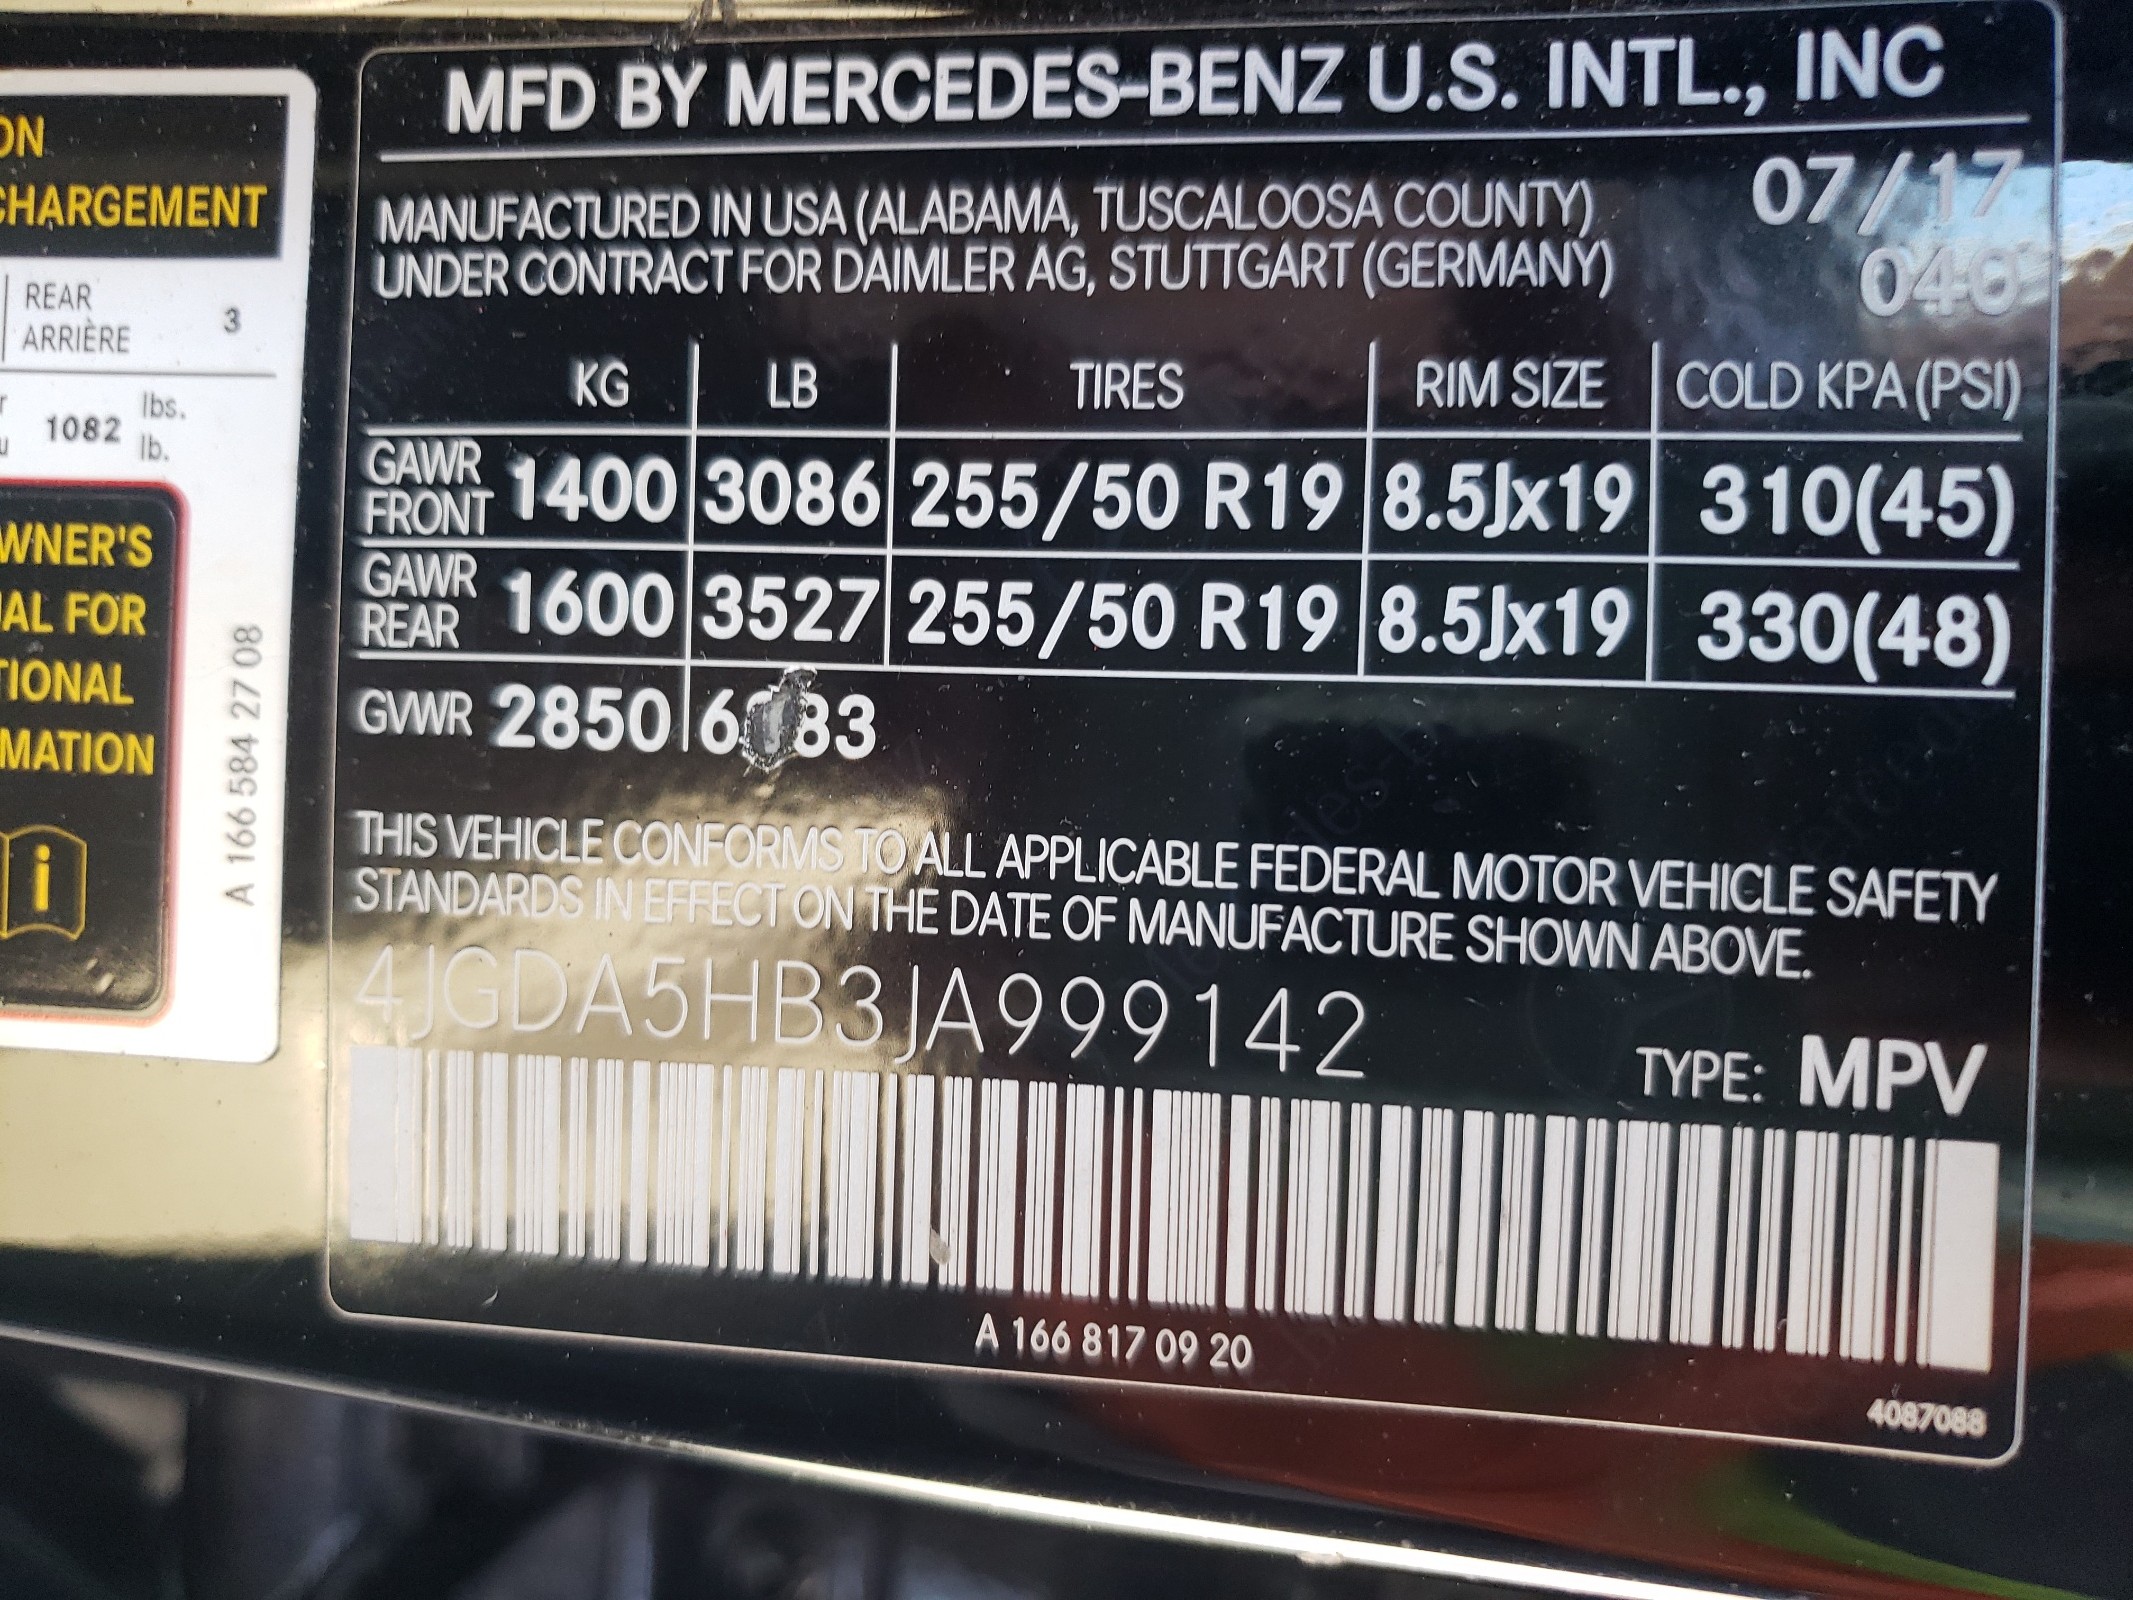 MFD BY MERCEDES-BENZ U.S. INTL., INC
MANUFACTURED IN USA (ALABAMA, TUSCALOOSA COUNTY) 07/17
UNDER CONTRACT FOR DAIMLER AG, STUTTGART (GERMANY) 040
KG LB TIRES RIM SIZE COLD KPA (PSI)
GAWR FRONT 1400 3086 255/50 R19 8.5Jx19 310(45)
GAWR REAR 1600 3527 255/50 R19 8.5Jx19 330(48)
GVWR 2850
THIS VEHICLE CONFORMS TO ALL APPLICABLE FEDERAL MOTOR VEHICLE SAFETY
STANDARDS IN EFFECT ON THE DATE OF MANUFACTURE SHOWN ABOVE.
4JGDA5HB3JA999142
TYPE: MPV
A 166 817 09 20
4087088
CHARGEMENT
REAR
ARRIÈRE 3
1082 lbs.
lb.
WNER'S
AL FOR
TIONAL
MATION
i
A 166 584 27 08